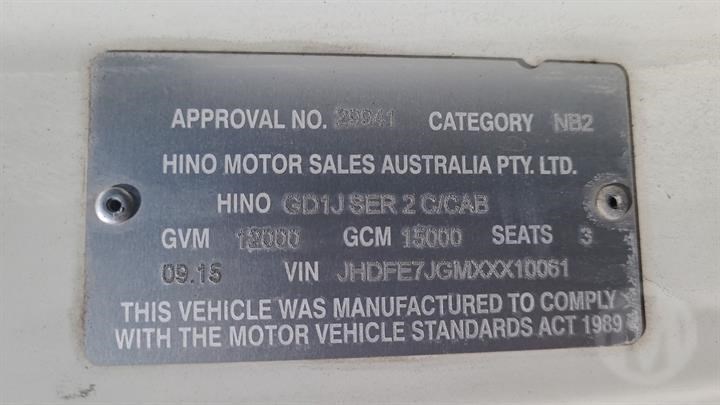 APPROVAL NO. 29941 CATEGORY NB2
HINO MOTOR SALES AUSTRALIA PTY. LTD.
HINO GD1J SER 2 C/CAB
GVM 12000 GCM 15000 SEATS 3
09.15 VIN JHDFE7JGMXXX10061
THIS VEHICLE WAS MANUFACTURED TO COMPLY
WITH THE MOTOR VEHICLE STANDARDS ACT 1989